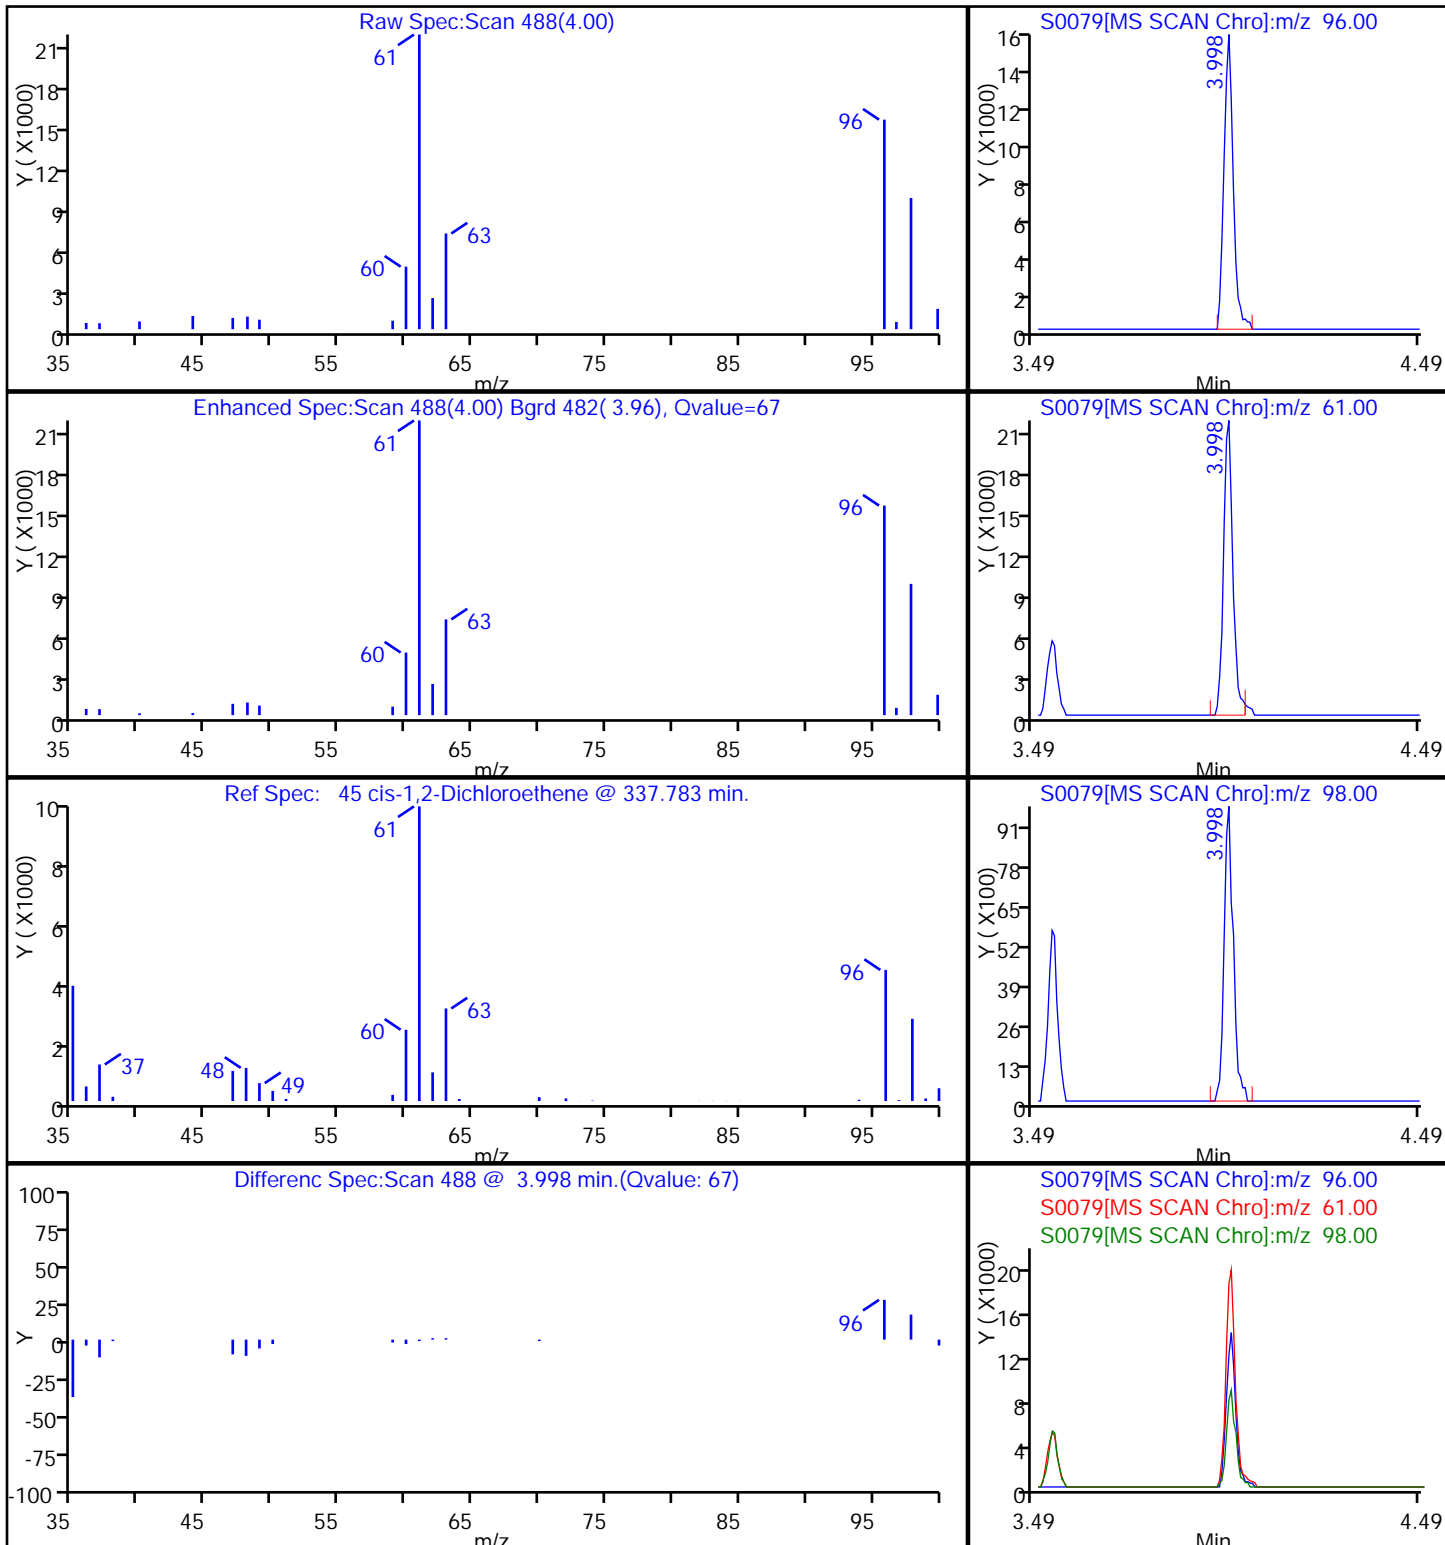 Raw Spec:Scan 488(4.00)
Y ( X1000)
21
18
15
12
9
6
3
0
61
60
63
96
35 45 55 65 75 85 95
m/z
S0079[MS SCAN Chro]:m/z 96.00
Y ( X1000)
16
14
12
10
8
6
4
2
0
3.998
3.49 4.49
Min
Enhanced Spec:Scan 488(4.00) Bgrd 482( 3.96), Qvalue=67
Y ( X1000)
21
18
15
12
9
6
3
0
61
60
63
96
35 45 55 65 75 85 95
m/z
S0079[MS SCAN Chro]:m/z 61.00
Y ( X1000)
21
18
15
12
9
6
3
0
3.998
3.49 4.49
Min
Ref Spec: 45 cis-1,2-Dichloroethene @ 337.783 min.
Y ( X1000)
10
8
6
4
2
0
61
96
63
60
37
48
49
35 45 55 65 75 85 95
m/z
S0079[MS SCAN Chro]:m/z 98.00
Y ( X100)
91
78
65
52
39
26
13
0
3.998
3.49 4.49
Min
Differenc Spec:Scan 488 @ 3.998 min.(Qvalue: 67)
Y
100
75
50
25
0
-25
-50
-75
-100
96
35 45 55 65 75 85 95
m/z
S0079[MS SCAN Chro]:m/z 96.00
S0079[MS SCAN Chro]:m/z 61.00
S0079[MS SCAN Chro]:m/z 98.00
Y ( X1000)
20
16
12
8
4
0
3.49 4.49
Min